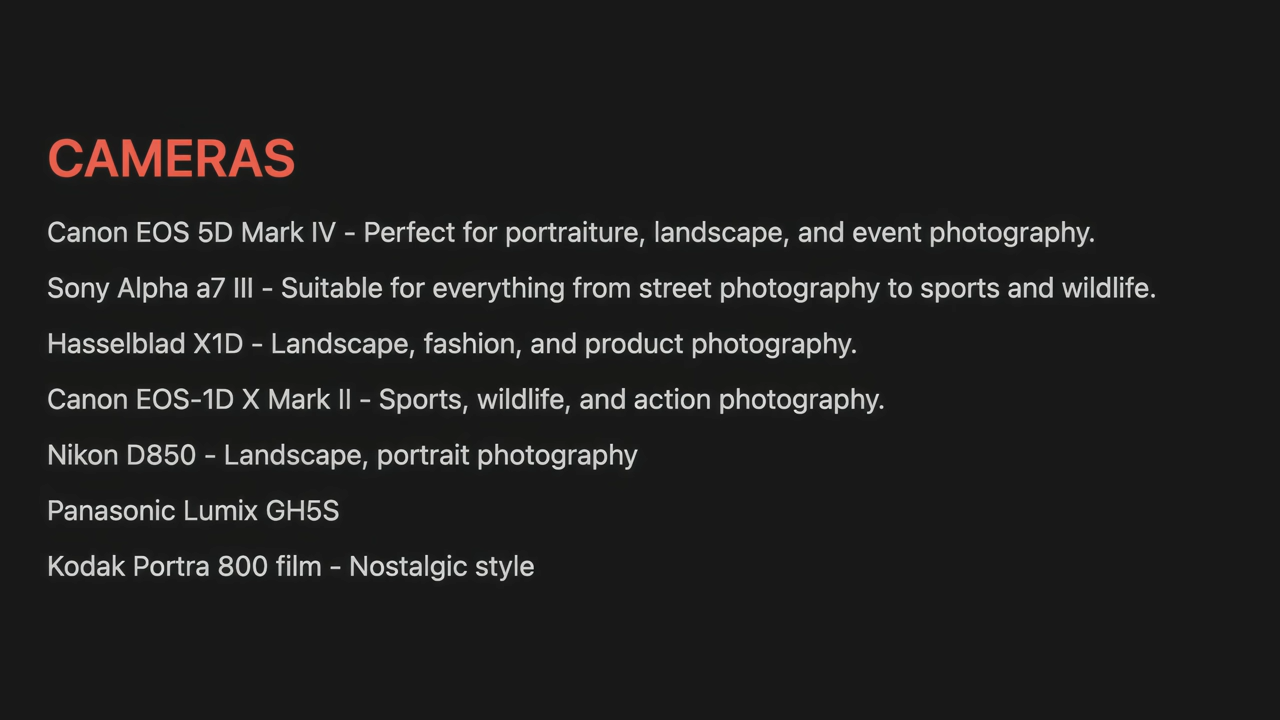 CAMERAS
Canon EOS 5D Mark IV - Perfect for portraiture, landscape, and event photography.
Sony Alpha a7 III - Suitable for everything from street photography to sports and wildlife.
Hasselblad X1D - Landscape, fashion, and product photography.
Canon EOS-1D X Mark II - Sports, wildlife, and action photography.
Nikon D850 - Landscape, portrait photography
Panasonic Lumix GH5S
Kodak Portra 800 film - Nostalgic style